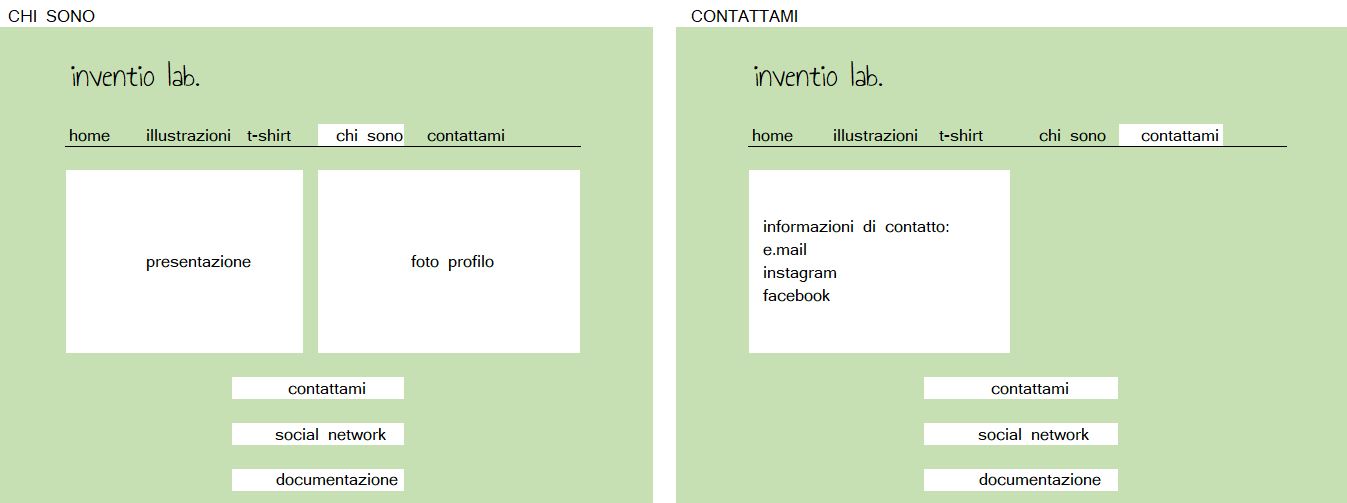 CHI SONO
inventio lab.
home illustrazioni t-shirt chi sono contattami
presentazione
foto profilo
contattami
social network
documentazione
CONTATTAMI
inventio lab.
home illustrazioni t-shirt chi sono contattami
informazioni di contatto:
e.mail
instagram
facebook
contattami
social network
documentazione